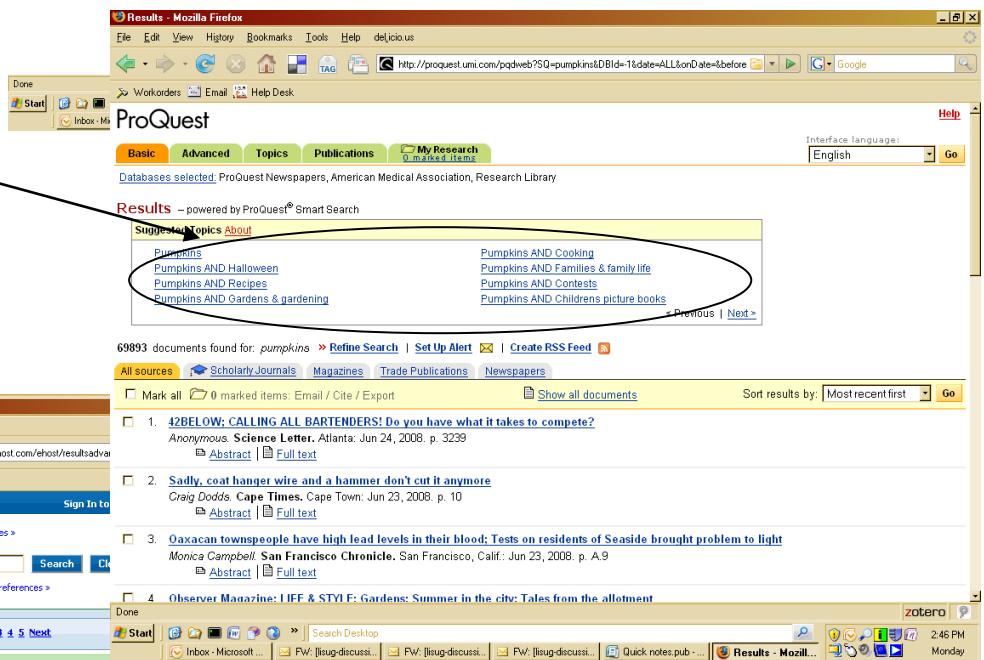 Results - Mozilla Firefox
File Edit View History Bookmarks Tools Help del.icio.us
TAG http://proquest.umi.com/pqdweb?SQ=pumpkins&DBId=-1&date=ALL&onDate=&before Google
Workorders Email Help Desk
Done
Start
Inbox - Mi
ProQuest
Help
Interface language:
Basic Advanced Topics Publications My Research
0 marked items
English Go
Databases selected: ProQuest Newspapers, American Medical Association, Research Library
Results – powered by ProQuest® Smart Search
Suggested Topics About
Pumpkins Pumpkins AND Cooking
Pumpkins AND Halloween Pumpkins AND Families & family life
Pumpkins AND Recipes Pumpkins AND Contests
Pumpkins AND Gardens & gardening Pumpkins AND Childrens picture books
< Previous | Next >
69893 documents found for: pumpkins » Refine Search | Set Up Alert | Create RSS Feed
All sources Scholarly Journals Magazines Trade Publications Newspapers
Mark all 0 marked items: Email / Cite / Export Show all documents Sort results by: Most recent first Go
1. 42BELOW; CALLING ALL BARTENDERS! Do you have what it takes to compete?
Anonymous. Science Letter. Atlanta: Jun 24, 2008. p. 3239
Abstract | Full text
2. Sadly, coat hanger wire and a hammer don't cut it anymore
Craig Dodds. Cape Times. Cape Town: Jun 23, 2008. p. 10
Abstract | Full text
3. Oaxacan townspeople have high lead levels in their blood; Tests on residents of Seaside brought problem to light
Monica Campbell. San Francisco Chronicle. San Francisco, Calif.: Jun 23, 2008. p. A.9
Abstract | Full text
4. Observer Magazine: LIFE & STYLE: Gardens: Summer in the city: Tales from the allotment
ost.com/ehost/resultsadva
Sign In to
es »
Search Cl
references »
4 5 Next
Done zotero
Start Search Desktop 2:46 PM
Inbox - Microsoft ... FW: [lisug-discussi... FW: [lisug-discussi... FW: [lisug-discussi... Quick notes.pub - ... Results - Mozill... Monday